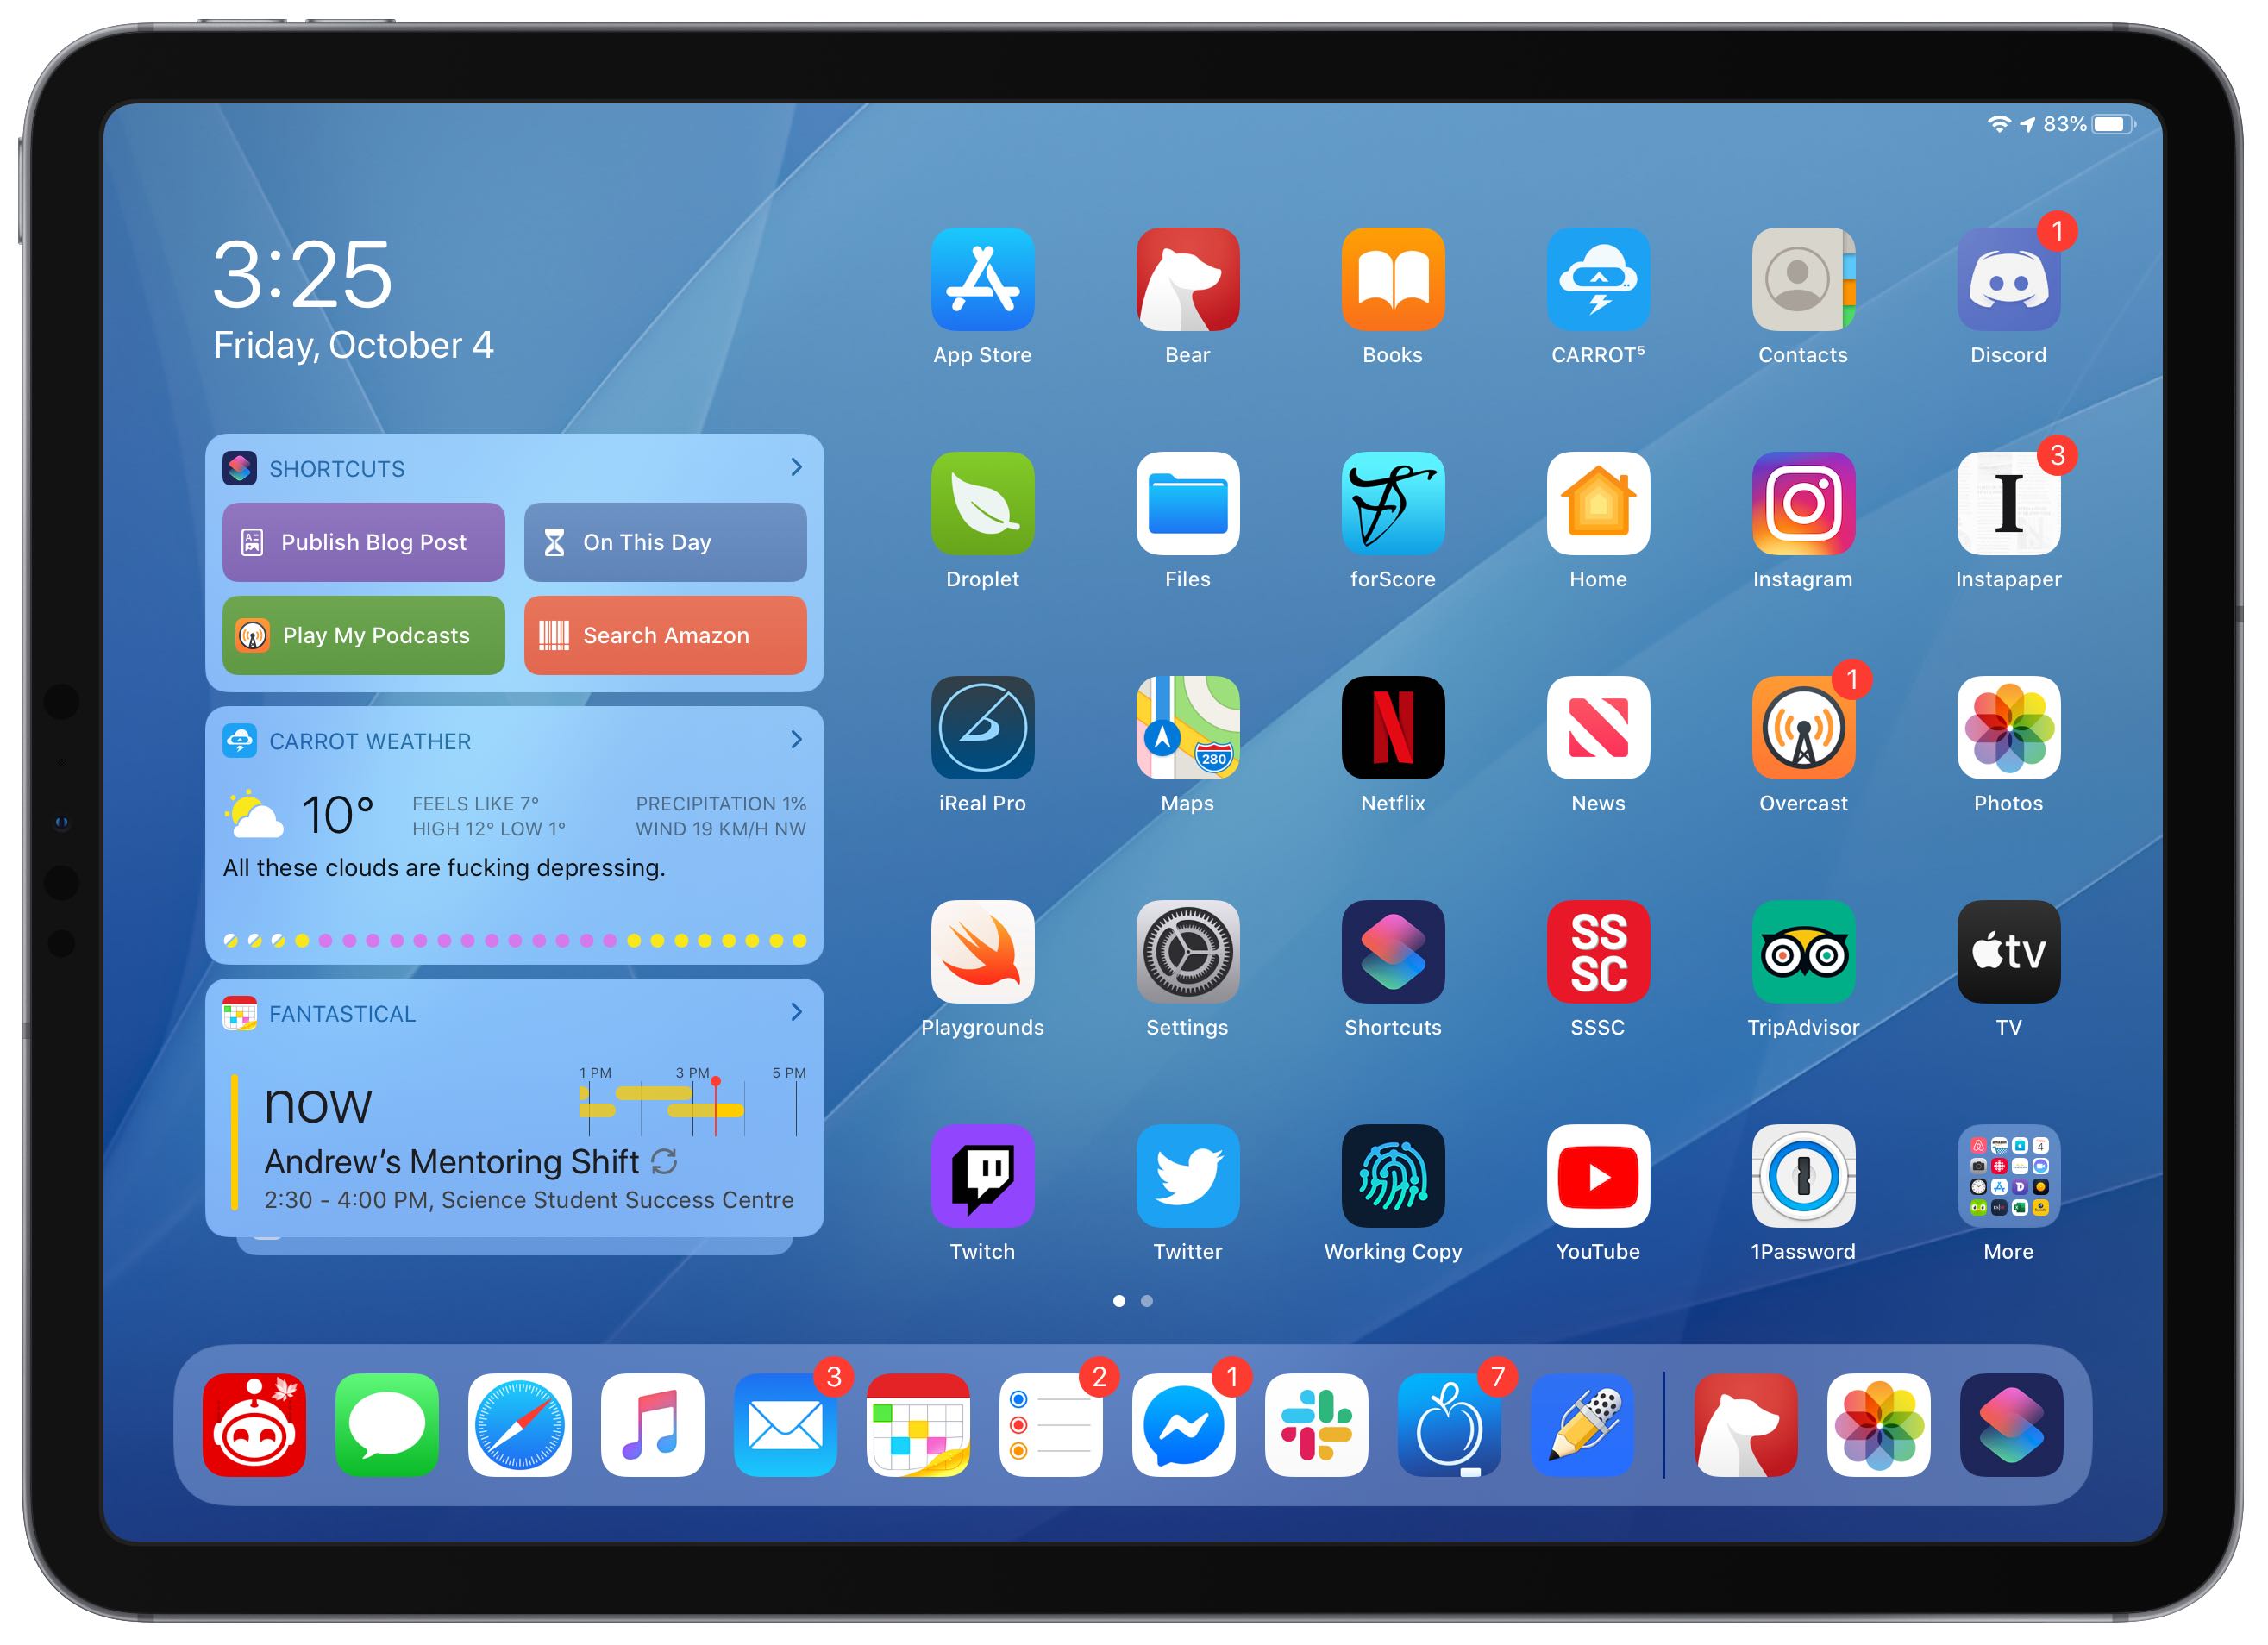 83%
3:25
Friday, October 4
SHORTCUTS
Publish Blog Post
On This Day
Play My Podcasts
Search Amazon
CARROT WEATHER
10°
FEELS LIKE 7°
PRECIPITATION 1%
HIGH 12° LOW 1°
WIND 19 KM/H NW
All these clouds are fucking depressing.
FANTASTICAL
1 PM
3 PM
5 PM
now
Andrew's Mentoring Shift
2:30 - 4:00 PM, Science Student Success Centre
1
App Store
Bear
Books
CARROT⁵
Contacts
Discord
I
3
Droplet
Files
forScore
Home
Instagram
Instapaper
280
N
1
iReal Pro
Maps
Netflix
News
Overcast
Photos
SS
SC
tv
Playgrounds
Settings
Shortcuts
SSSC
TripAdvisor
TV
4
Twitch
Twitter
Working Copy
YouTube
1Password
More
3
2
1
7